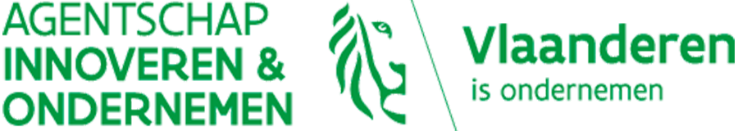 AGENTSCHAP
INNOVEREN &
ONDERNEMEN
Vlaanderen
is ondernemen